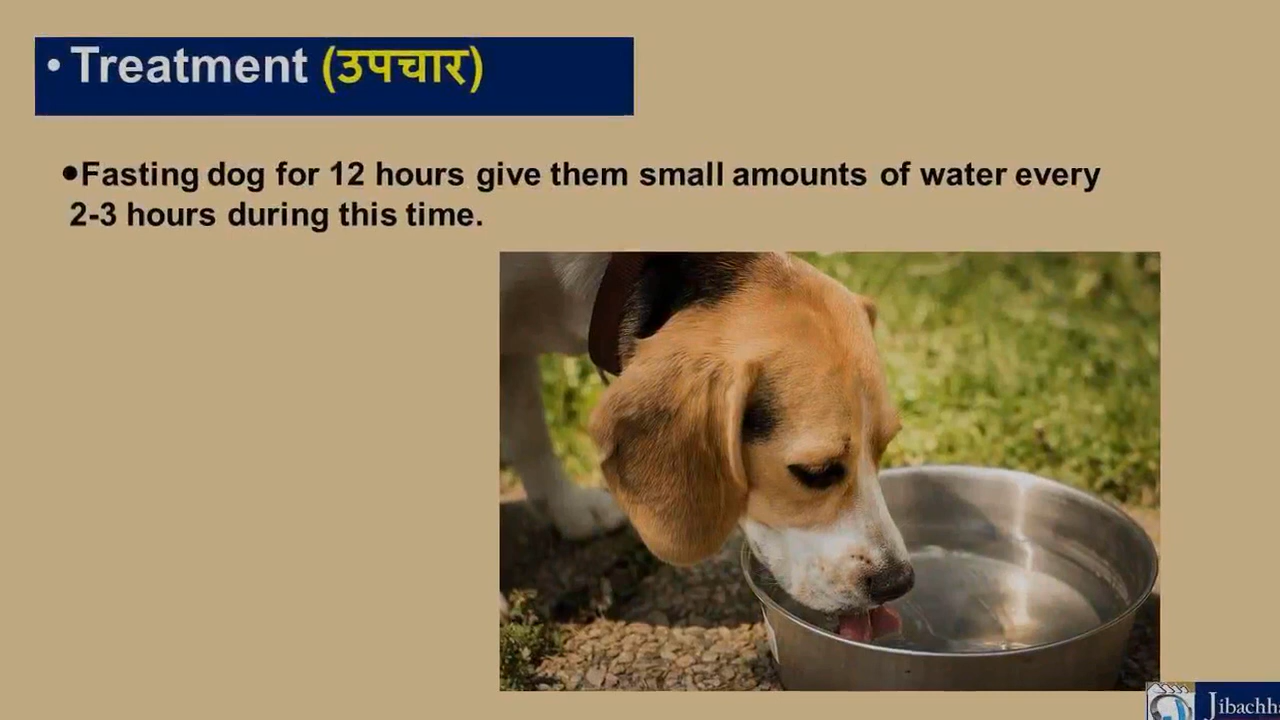 • Treatment (उपचार)
•Fasting dog for 12 hours give them small amounts of water every
2-3 hours during this time.